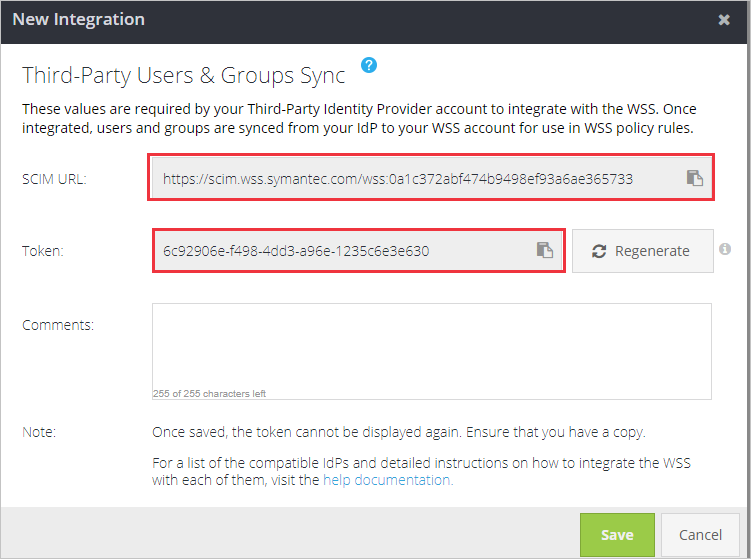 New Integration
Third-Party Users & Groups Sync
These values are required by your Third-Party Identity Provider account to integrate with the WSS. Once
integrated, users and groups are synced from your IdP to your WSS account for use in WSS policy rules.
SCIM URL: https://scim.wss.symantec.com/wss:0a1c372abf474b9498ef93a6ae365733
Token: 6c92906e-f498-4dd3-a96e-1235c6e3e630 Regenerate
Comments:
255 of 255 characters left
Note: Once saved, the token cannot be displayed again. Ensure that you have a copy.
For a list of the compatible IdPs and detailed instructions on how to integrate the WSS
with each of them, visit the help documentation.
Save Cancel